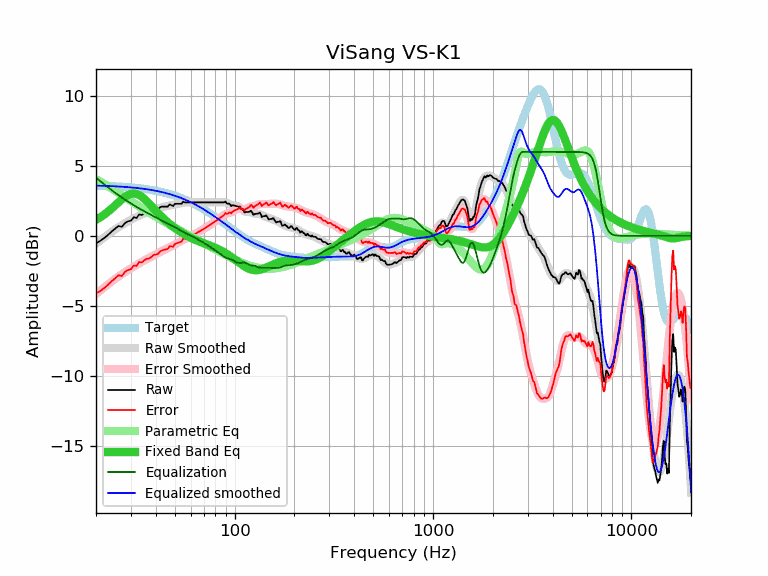 ViSang VS-K1
Amplitude (dBr)
10
5
0
−5
−10
−15
Target
Raw Smoothed
Error Smoothed
Raw
Error
Parametric Eq
Fixed Band Eq
Equalization
Equalized smoothed
100
1000
10000
Frequency (Hz)